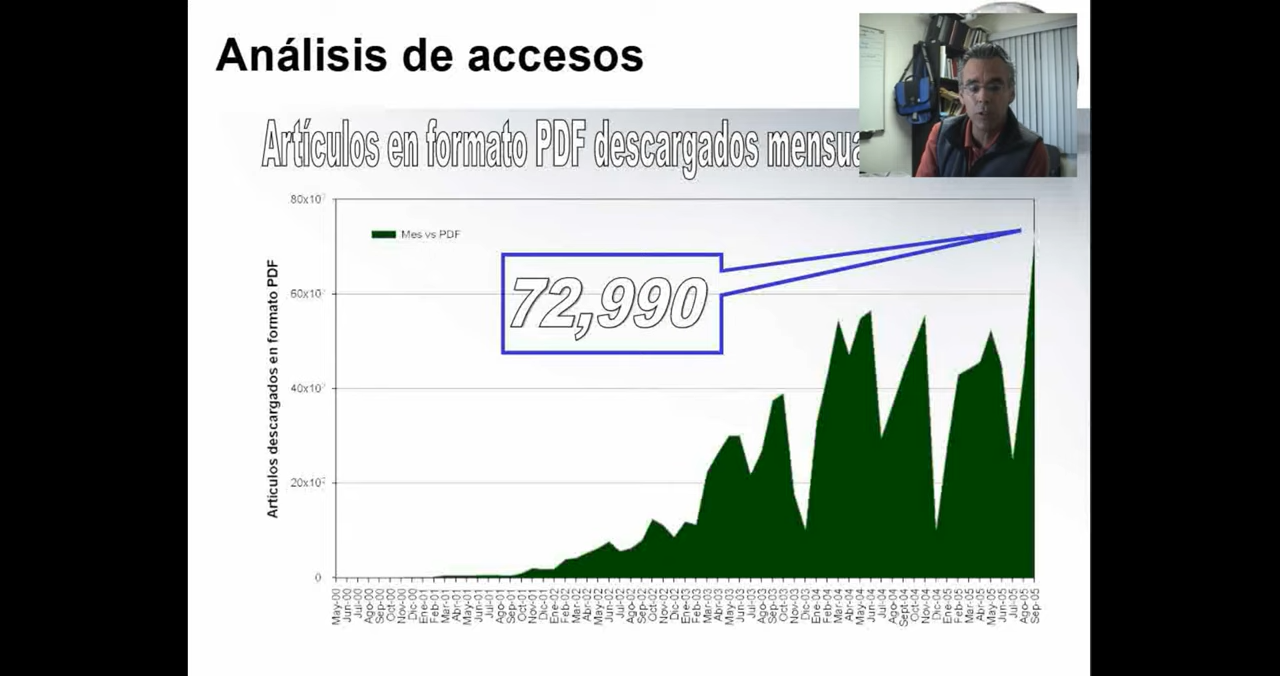 Análisis de accesos
Artículos en formato PDF descargados mensua
Artículos descargados en formato PDF
80x10
60x10
40x10
20x10
0
Mes vs PDF
72,990
May-00
Jun-00
Jul-00
Ago-00
Sep-00
Oct-00
Nov-00
Dic-00
Ene-01
Feb-01
Mar-01
Abr-01
May-01
Jun-01
Jul-01
Ago-01
Sep-01
Oct-01
Nov-01
Dic-01
Ene-02
Feb-02
Mar-02
Abr-02
May-02
Jun-02
Jul-02
Ago-02
Sep-02
Oct-02
Nov-02
Dic-02
Ene-03
Feb-03
Mar-03
Abr-03
May-03
Jun-03
Jul-03
Ago-03
Sep-03
Oct-03
Nov-03
Dic-03
Ene-04
Feb-04
Mar-04
Abr-04
May-04
Jun-04
Jul-04
Ago-04
Sept-04
Oct-04
Nov-04
Dic-04
Ene-05
Feb-05
Mar-05
Abr-05
May-05
Jun-05
Jul-05
Ago-05
Sep-05